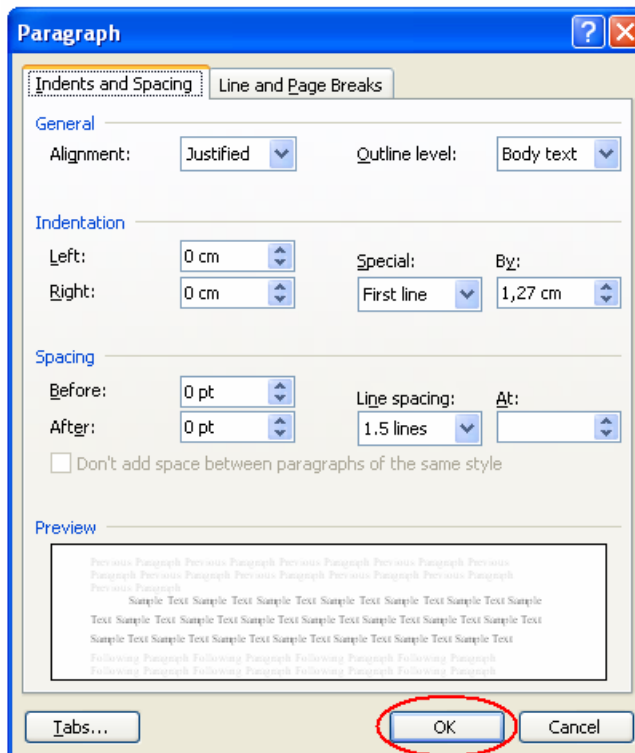 Paragraph
Indents and Spacing Line and Page Breaks
General
Alignment: Justified Outline level: Body text
Indentation
Left: 0 cm Special: By:
Right: 0 cm First line 1,27 cm
Spacing
Before: 0 pt Line spacing: At:
After: 0 pt 1.5 lines
Don't add space between paragraphs of the same style
Preview
Previous Paragraph Previous Paragraph Previous Paragraph Previous Paragraph Previous
Paragraph Previous Paragraph Previous Paragraph Previous Paragraph Previous Paragraph
Previous Paragraph
Sample Text Sample Text Sample Text Sample Text Sample Text Sample Text Sample
Text Sample Text Sample Text Sample Text Sample Text Sample Text Sample Text
Sample Text Sample Text Sample Text Sample Text Sample Text Sample Text
Following Paragraph Following Paragraph Following Paragraph Following Paragraph
Following Paragraph Following Paragraph Following Paragraph Following Paragraph
Tabs... OK Cancel